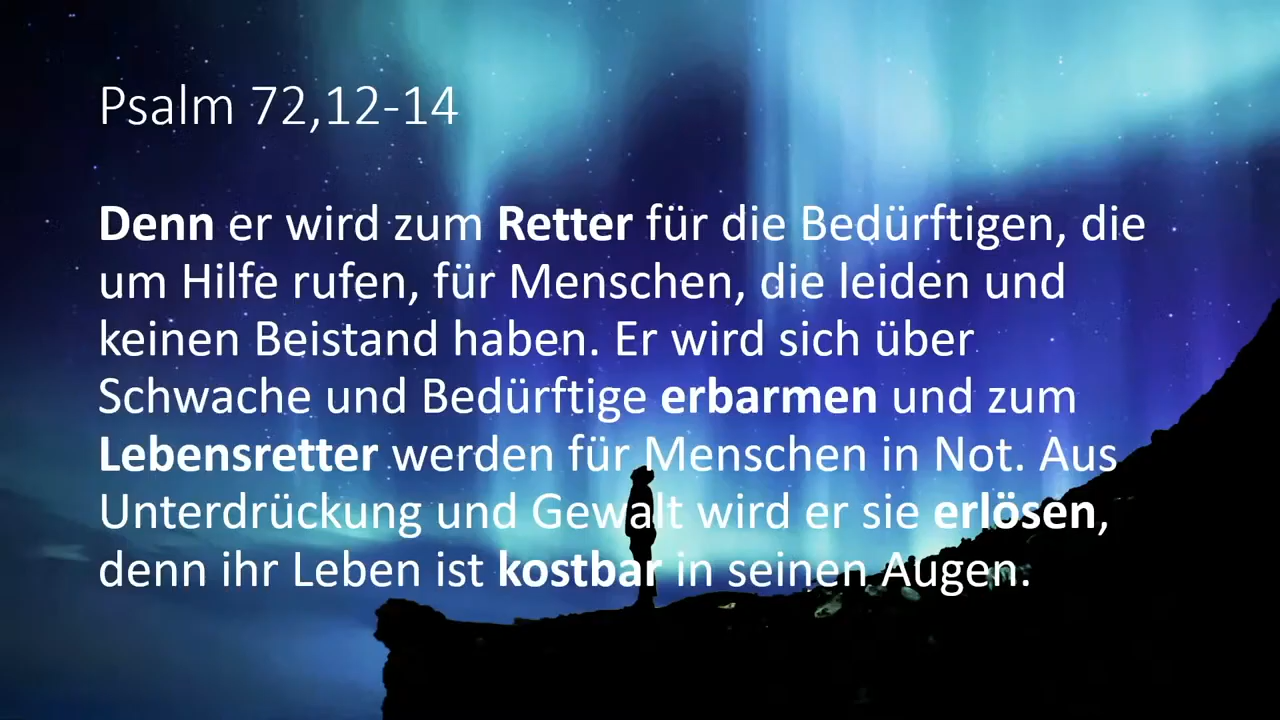 Psalm 72,12-14
Denn er wird zum Retter für die Bedürftigen, die
um Hilfe rufen, für Menschen, die leiden und
keinen Beistand haben. Er wird sich über
Schwache und Bedürftige erbarmen und zum
Lebensretter werden für Menschen in Not. Aus
Unterdrückung und Gewalt wird er sie erlösen,
denn ihr Leben ist kostbar in seinen Augen.